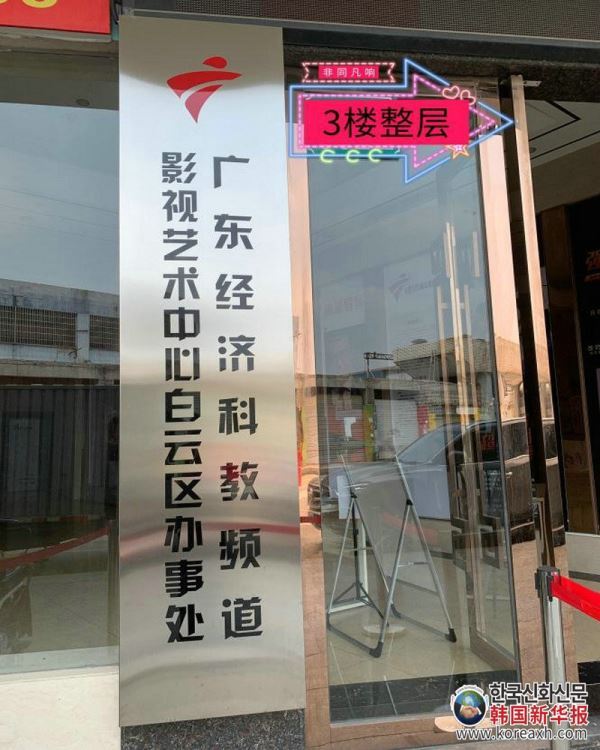 非同凡响
3楼整层
广东经济科教频道
影视艺术中心白云区办事处
한국신화신문
韩国新华报
www.koreaxh.com